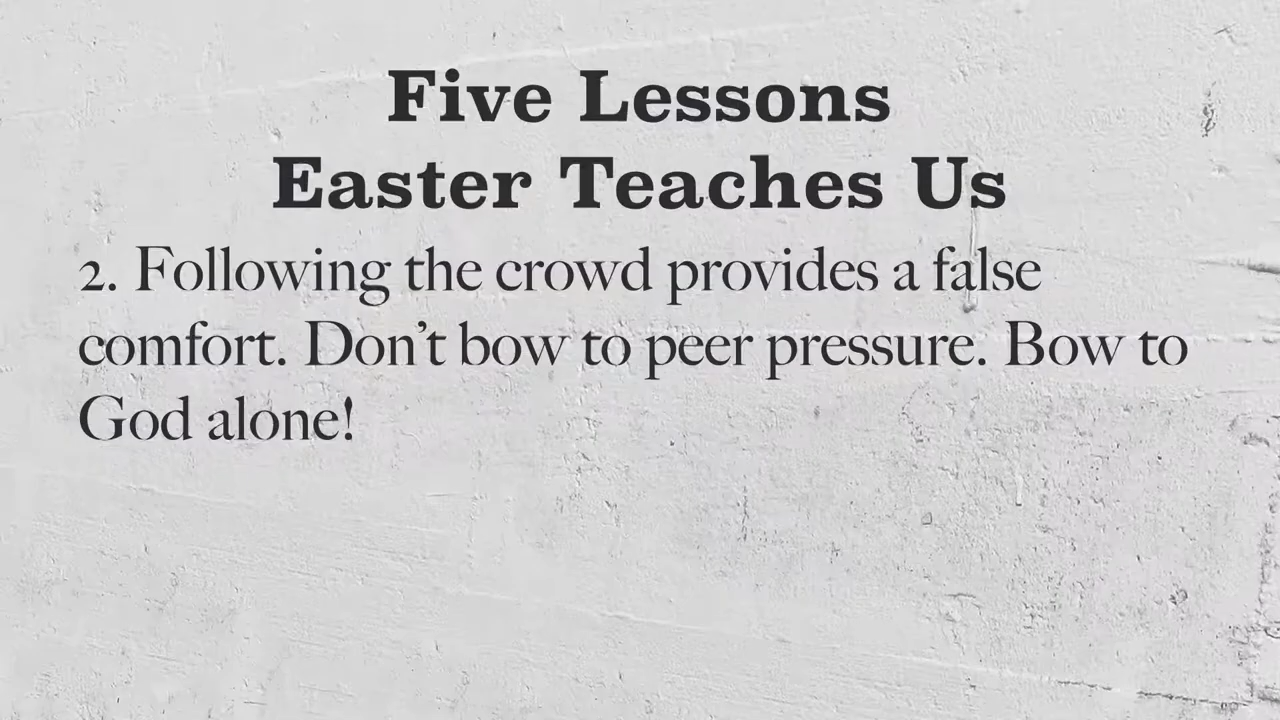 Five Lessons
Easter Teaches Us
2. Following the crowd provides a false
comfort. Don’t bow to peer pressure. Bow to
God alone!